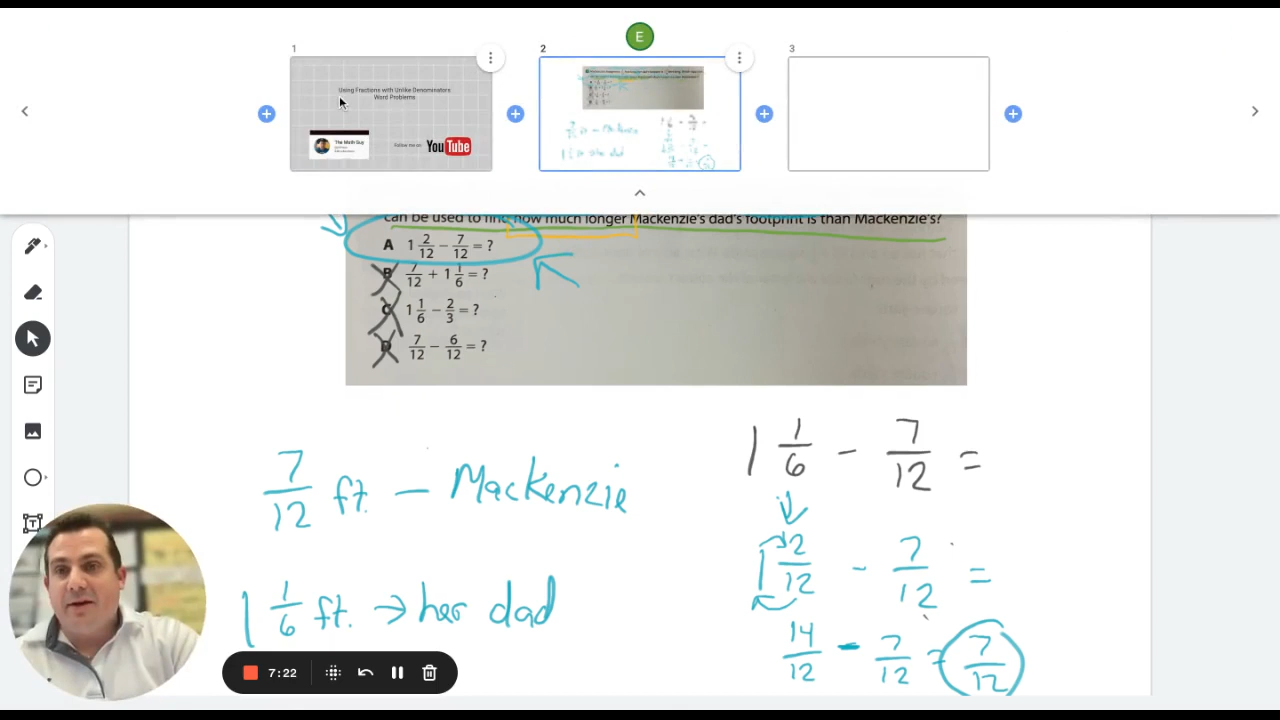 E
1
2
3
Using Fractions with Unlike Denominators
Word Problems
The Math Guy
Follow me on
YouTube
can be used to find how much longer Mackenzie's dad's footprint is than Mackenzie's?
A 1 2/12 − 7/12 = ?
B 7/12 + 1 1/6 = ?
C 1 1/6 − 2/3 = ?
D 7/12 − 6/12 = ?
7/12 ft. — Mackenzie
1 1/6 ft. → her dad
1 1/6 − 7/12 =
1 2/12 − 7/12 =
14/12 − 7/12 = 7/12
7:22